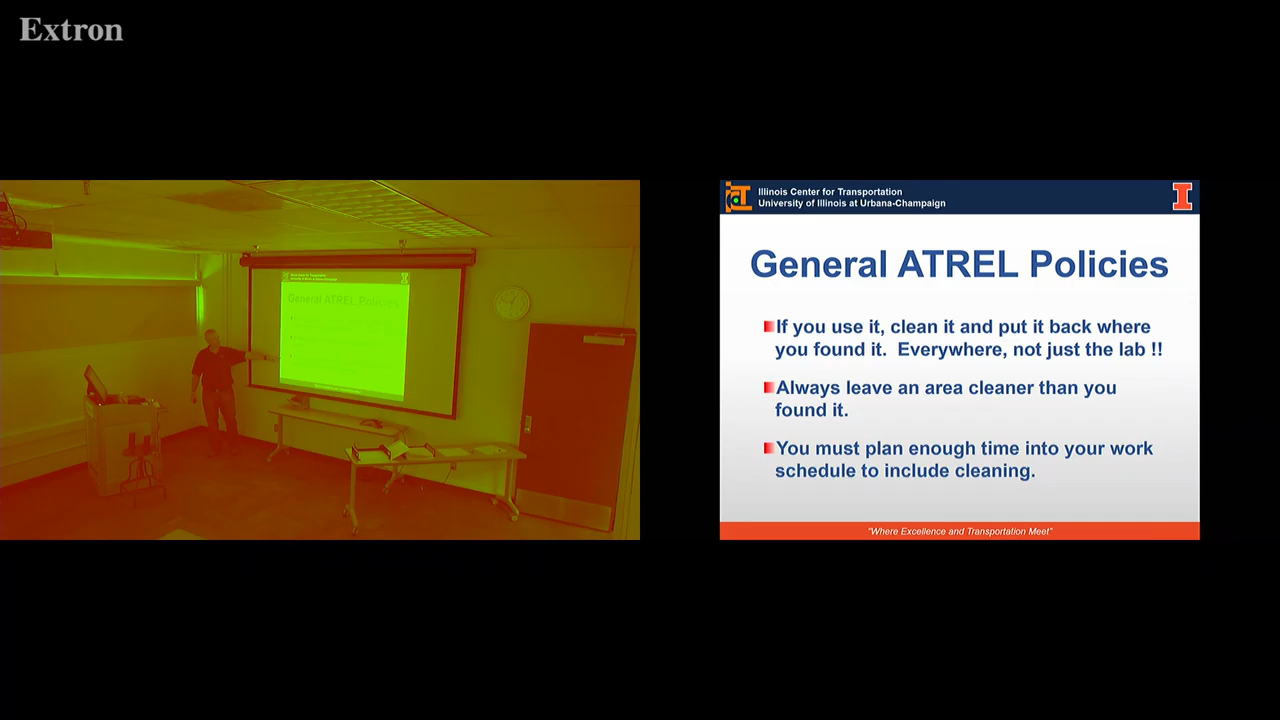 Extron
General ATREL Policies
Illinois Center for Transportation
University of Illinois at Urbana-Champaign
General ATREL Policies
If you use it, clean it and put it back where
you found it.  Everywhere, not just the lab !!
Always leave an area cleaner than you
found it.
You must plan enough time into your work
schedule to include cleaning.
"Where Excellence and Transportation Meet"